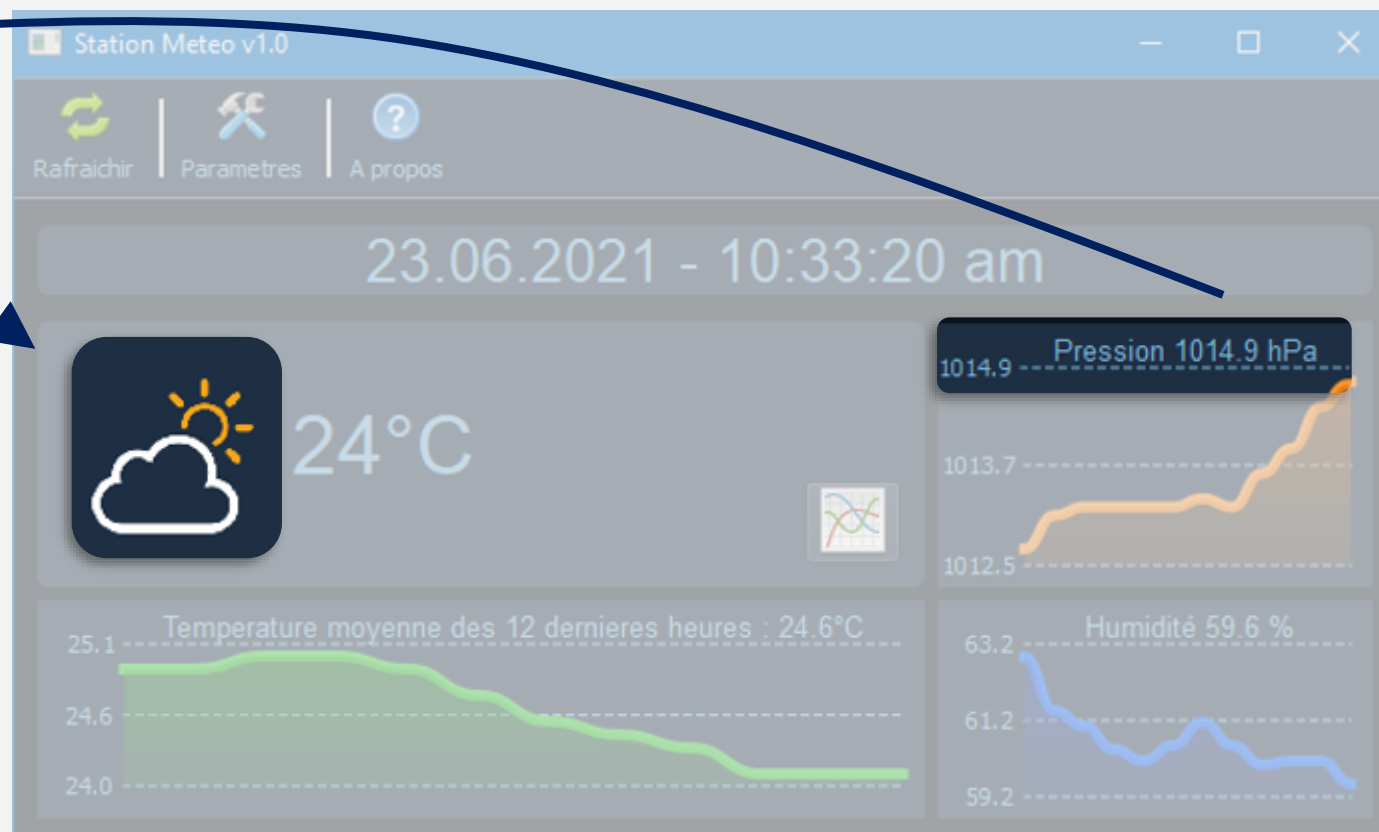 Station Meteo v1.0
Rafraichir
Parametres
A propos
23.06.2021 - 10:33:20 am
24°C
Pression 1014.9 hPa
1014.9
1013.7
1012.5
Temperature moyenne des 12 dernieres heures : 24.6°C
25.1
24.6
24.0
Humidité 59.6 %
63.2
61.2
59.2